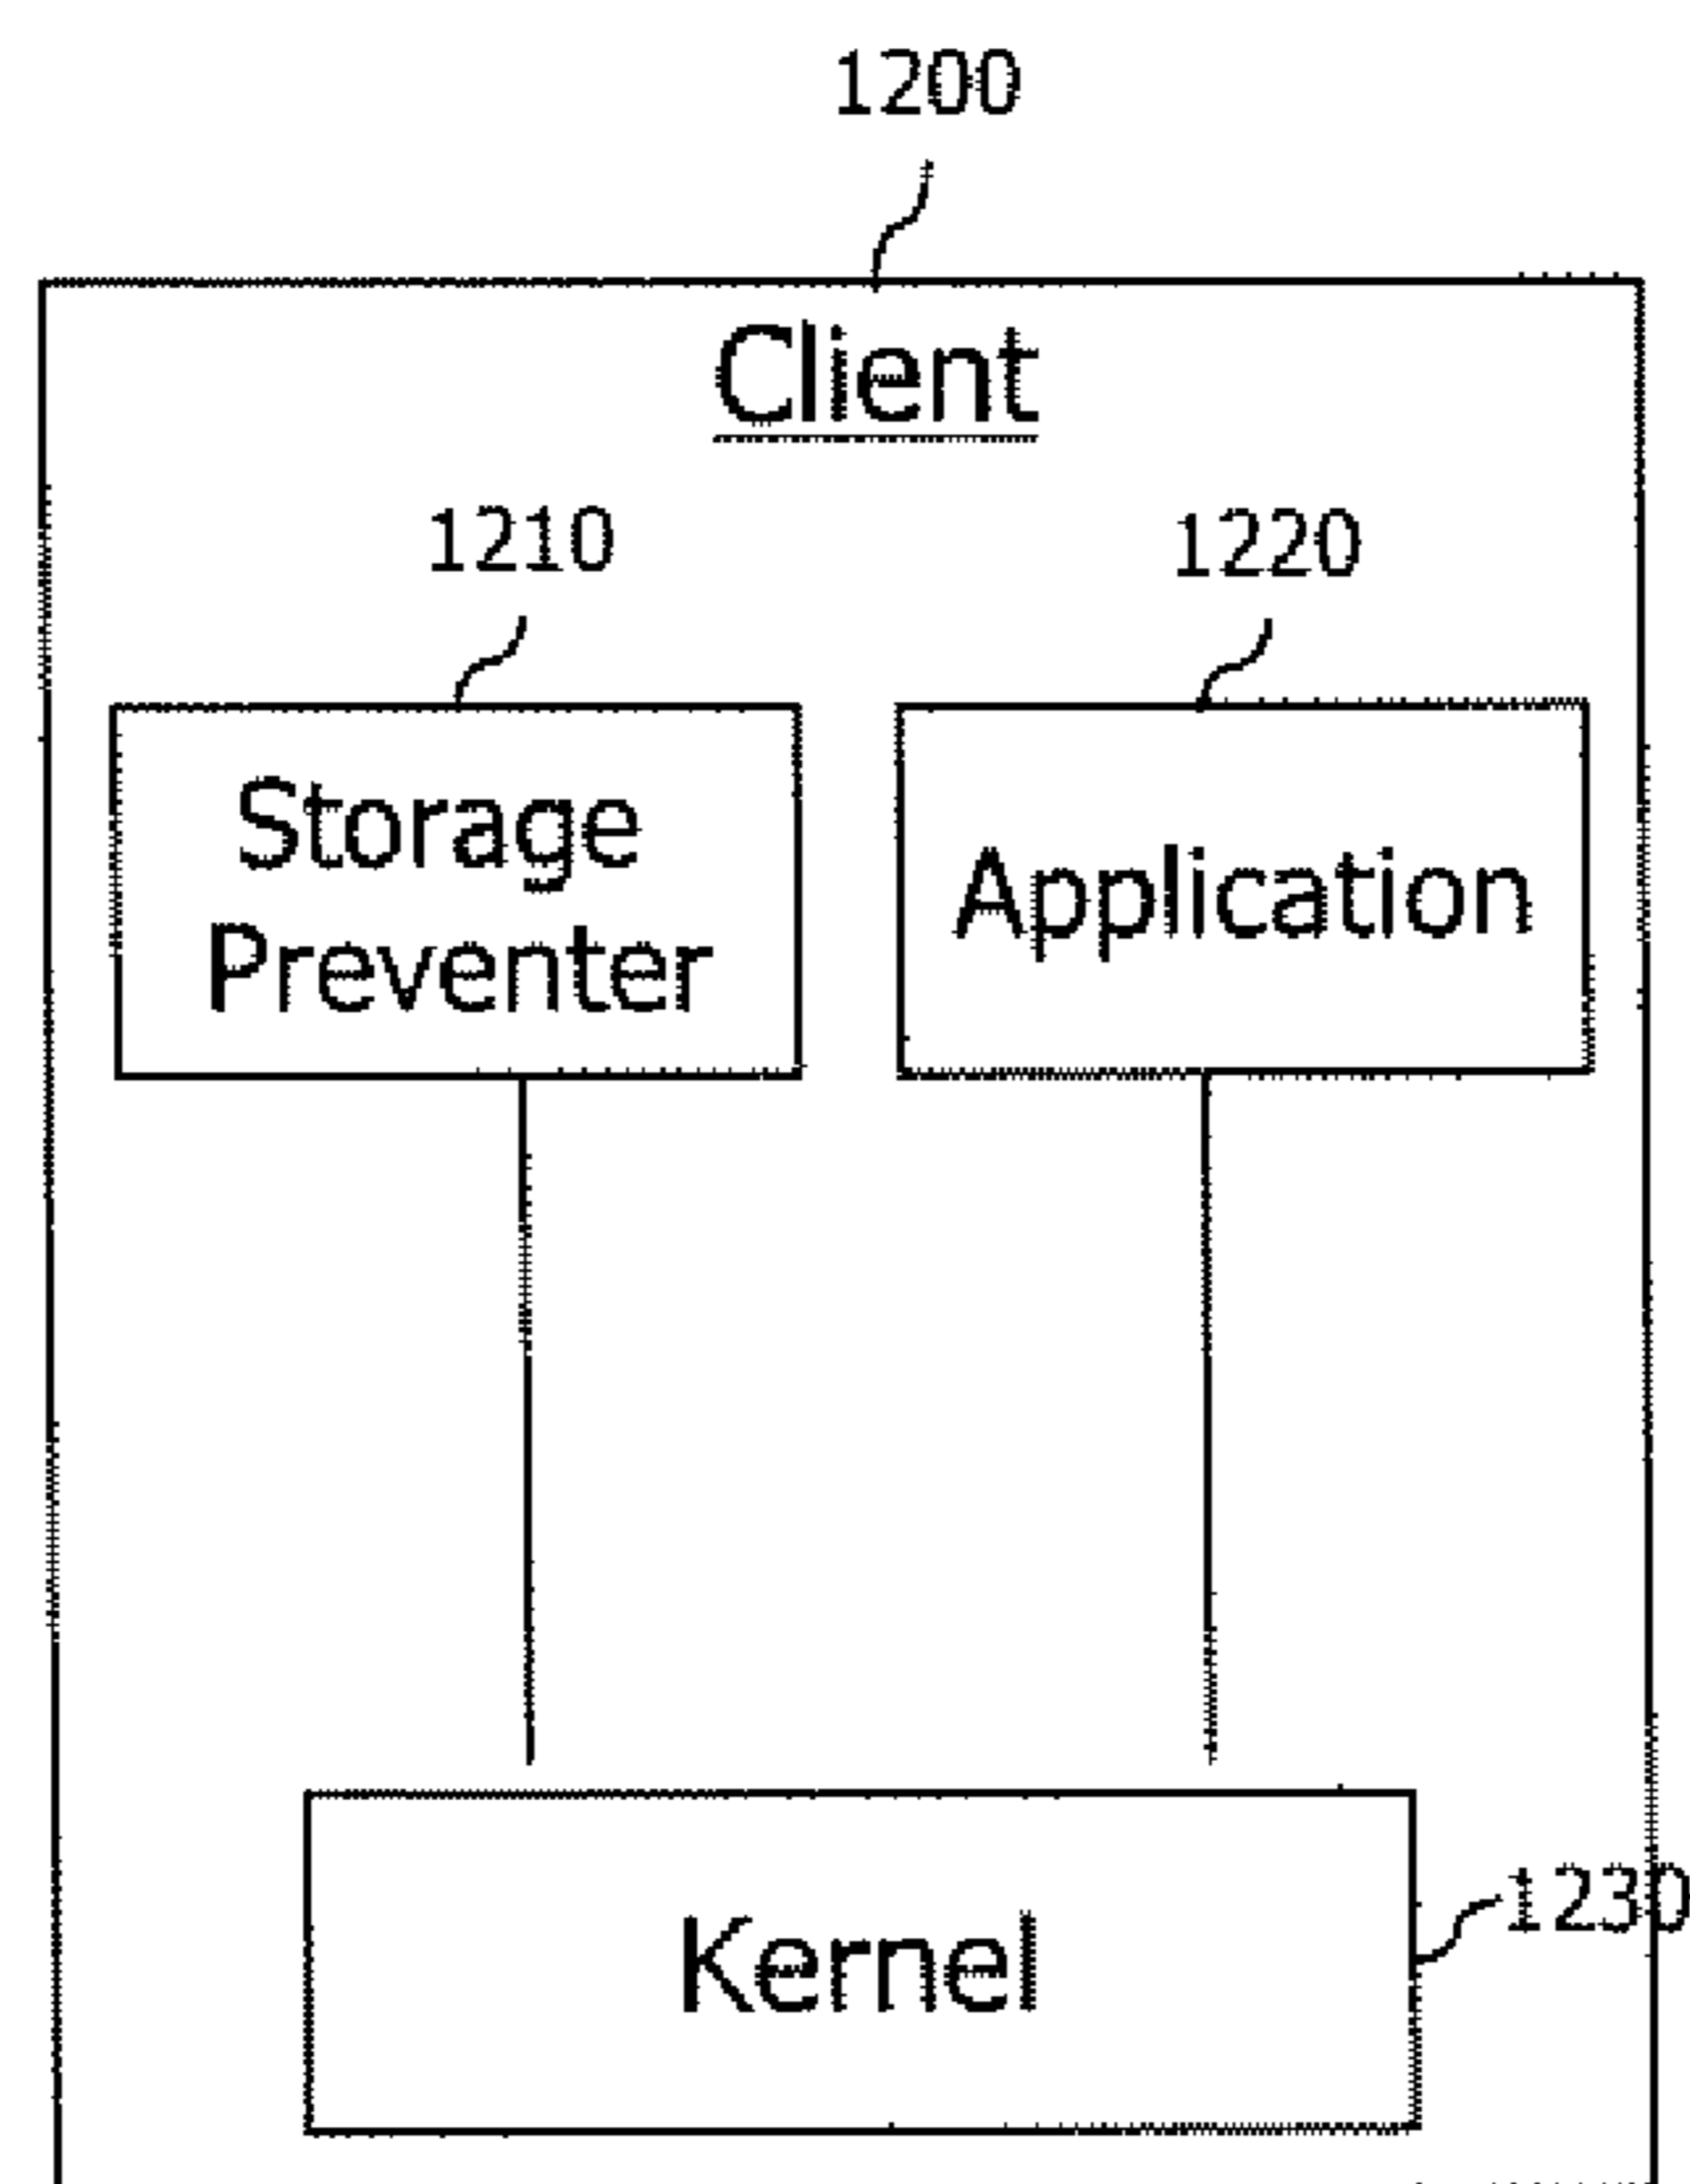 1200
Client
1210
1220
Storage
Preventer
Application
Kernel
1230